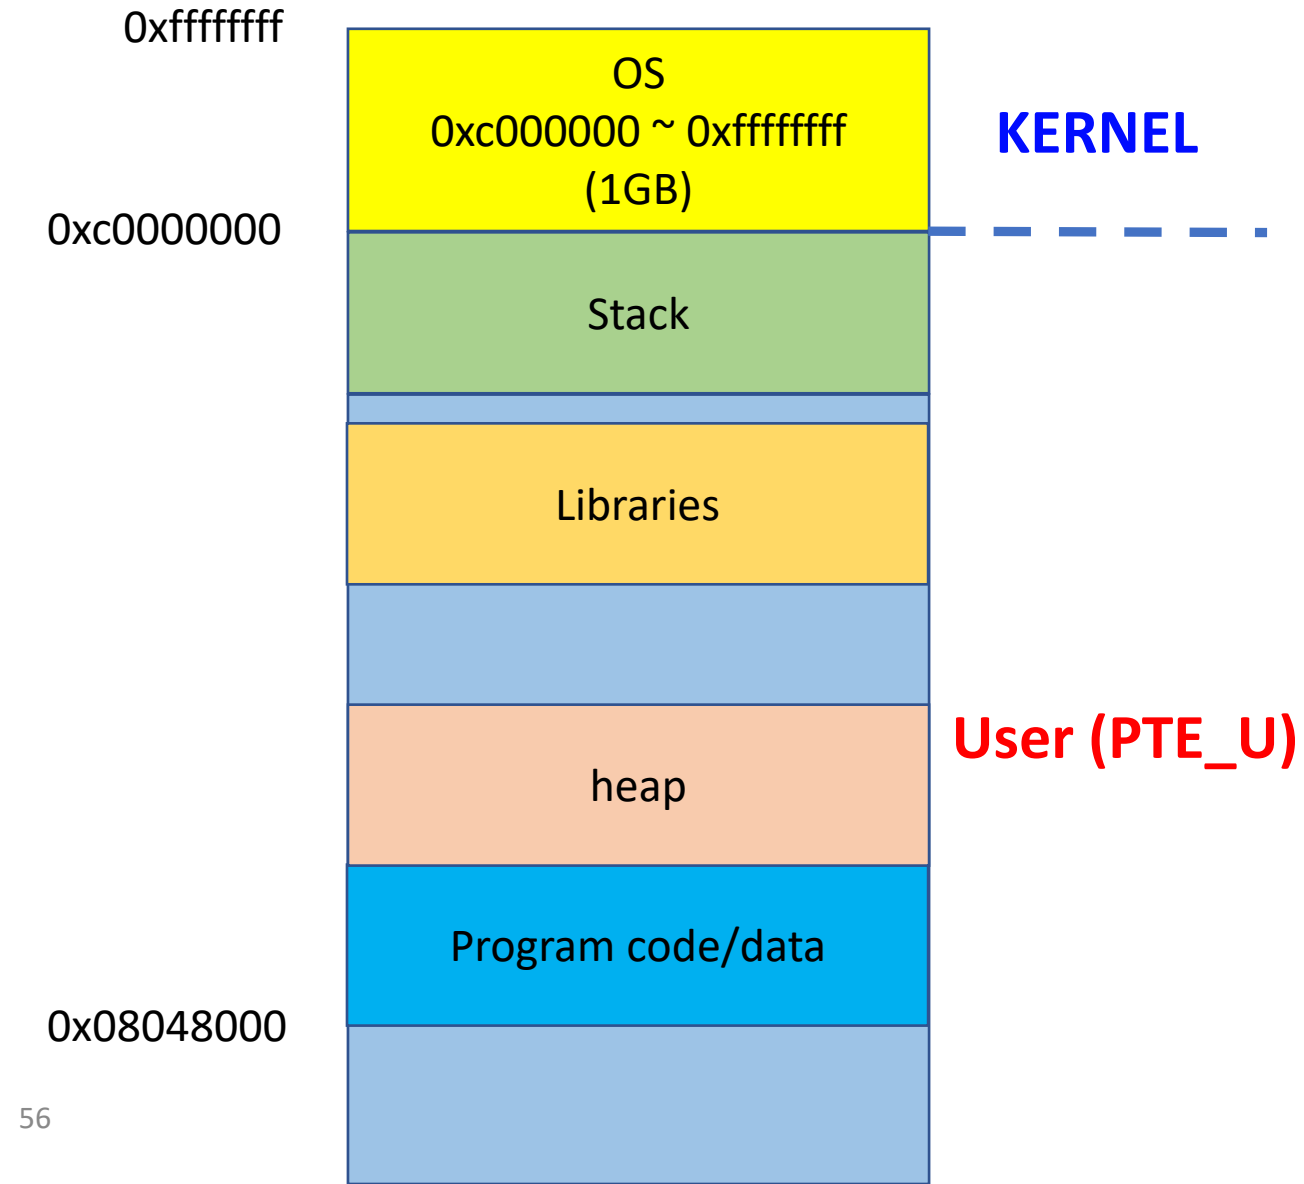 0xffffffff
OS
0xc000000 ~ 0xffffffff
(1GB)
KERNEL
0xc0000000
Stack
Libraries
User (PTE_U)
heap
Program code/data
0x08048000
56